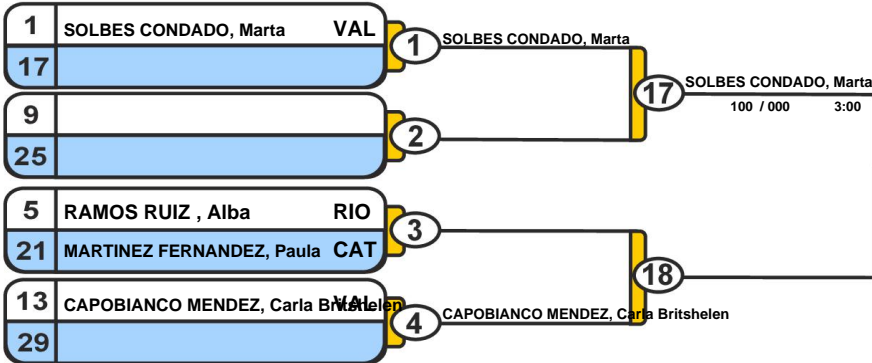 1 SOLBES CONDADO, Marta VAL
17
1
SOLBES CONDADO, Marta
9
25
2
17
SOLBES CONDADO, Marta
100 / 000 3:00
5 RAMOS RUIZ , Alba RIO
21 MARTINEZ FERNANDEZ, Paula CAT
3
13 CAPOBIANCO MENDEZ, Carla Britshelen VAL
29
4
CAPOBIANCO MENDEZ, Carla Britshelen
18